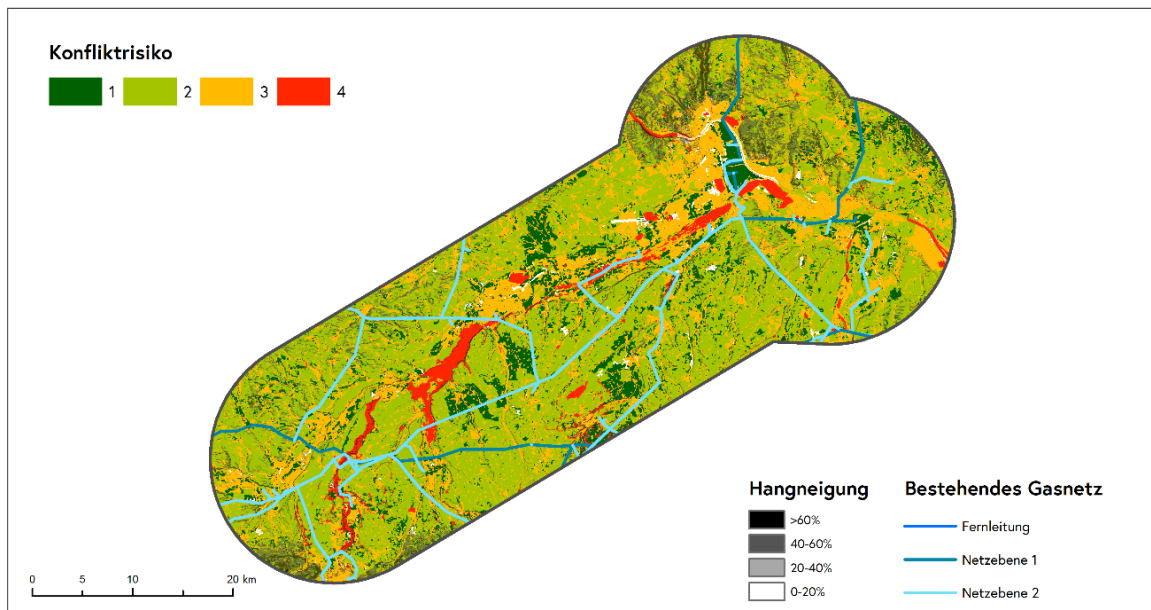 Konfliktrisiko
1 2 3 4
Hangneigung
>60%
40-60%
20-40%
0-20%
Bestehendes Gasnetz
Fernleitung
Netzebene 1
Netzebene 2
0 5 10 20 km